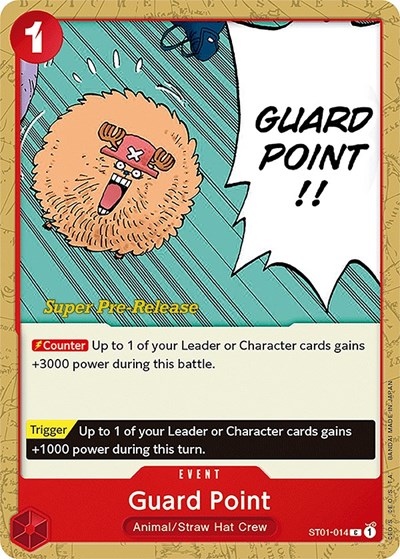 1
GUARD
POINT
!!
Super Pre-Release
Counter Up to 1 of your Leader or Character cards gains
+3000 power during this battle.
Trigger Up to 1 of your Leader or Character cards gains
+1000 power during this turn.
EVENT
Guard Point
Animal/Straw Hat Crew
ST01-014 C 1
BANDAI MADE IN JAPAN